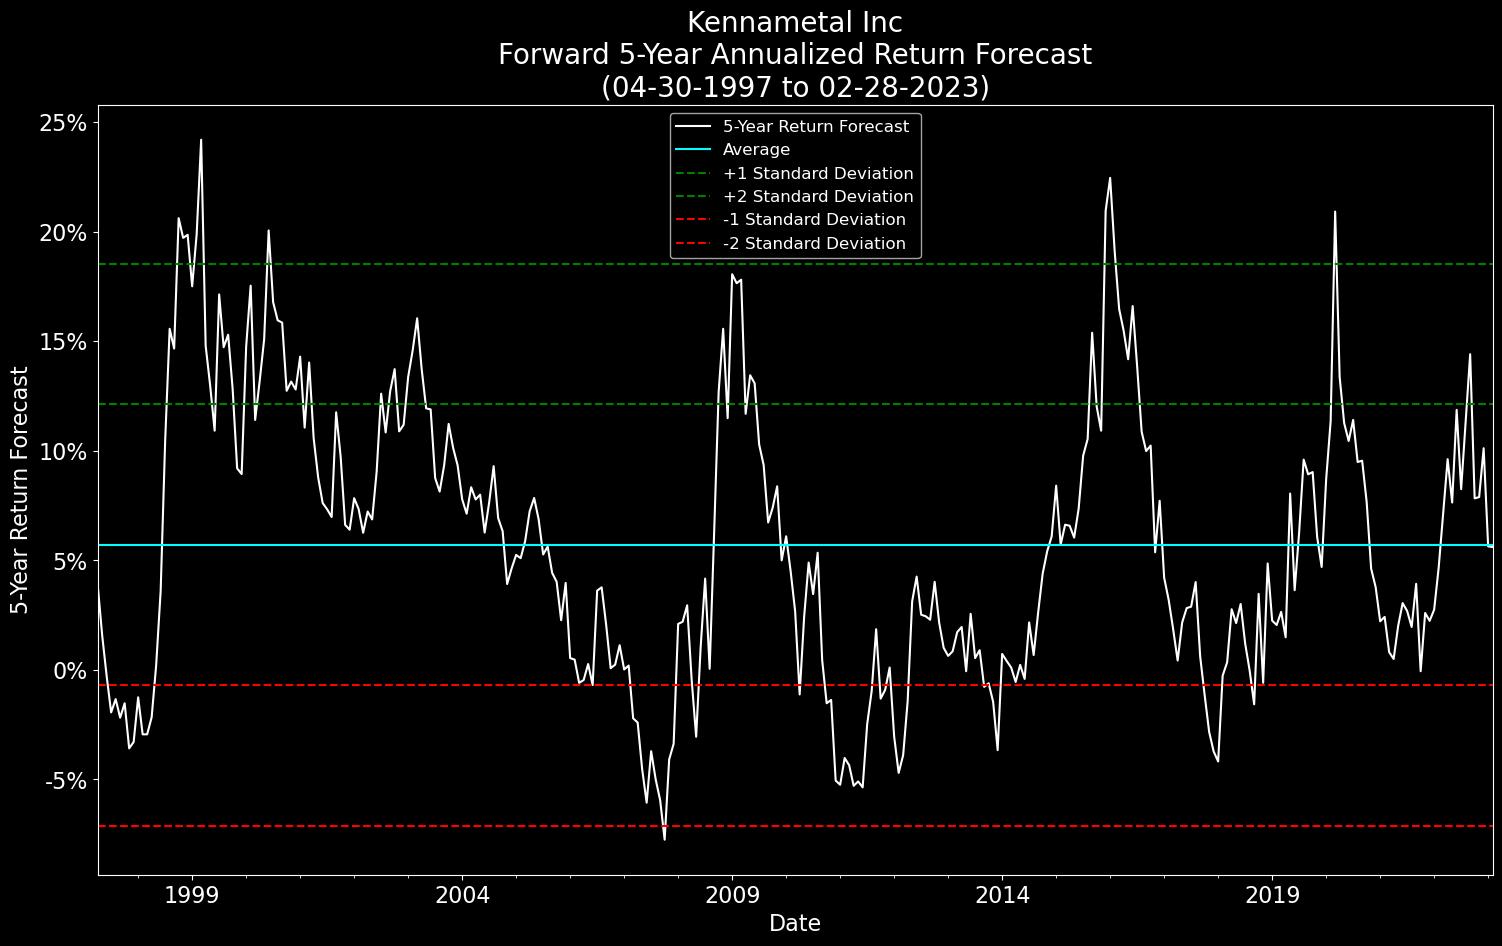 Kennametal Inc
Forward 5-Year Annualized Return Forecast
(04-30-1997 to 02-28-2023)
5-Year Return Forecast
Average
+1 Standard Deviation
+2 Standard Deviation
-1 Standard Deviation
-2 Standard Deviation
25%
20%
15%
10%
5%
0%
-5%
5-Year Return Forecast
1999
2004
2009
2014
2019
Date